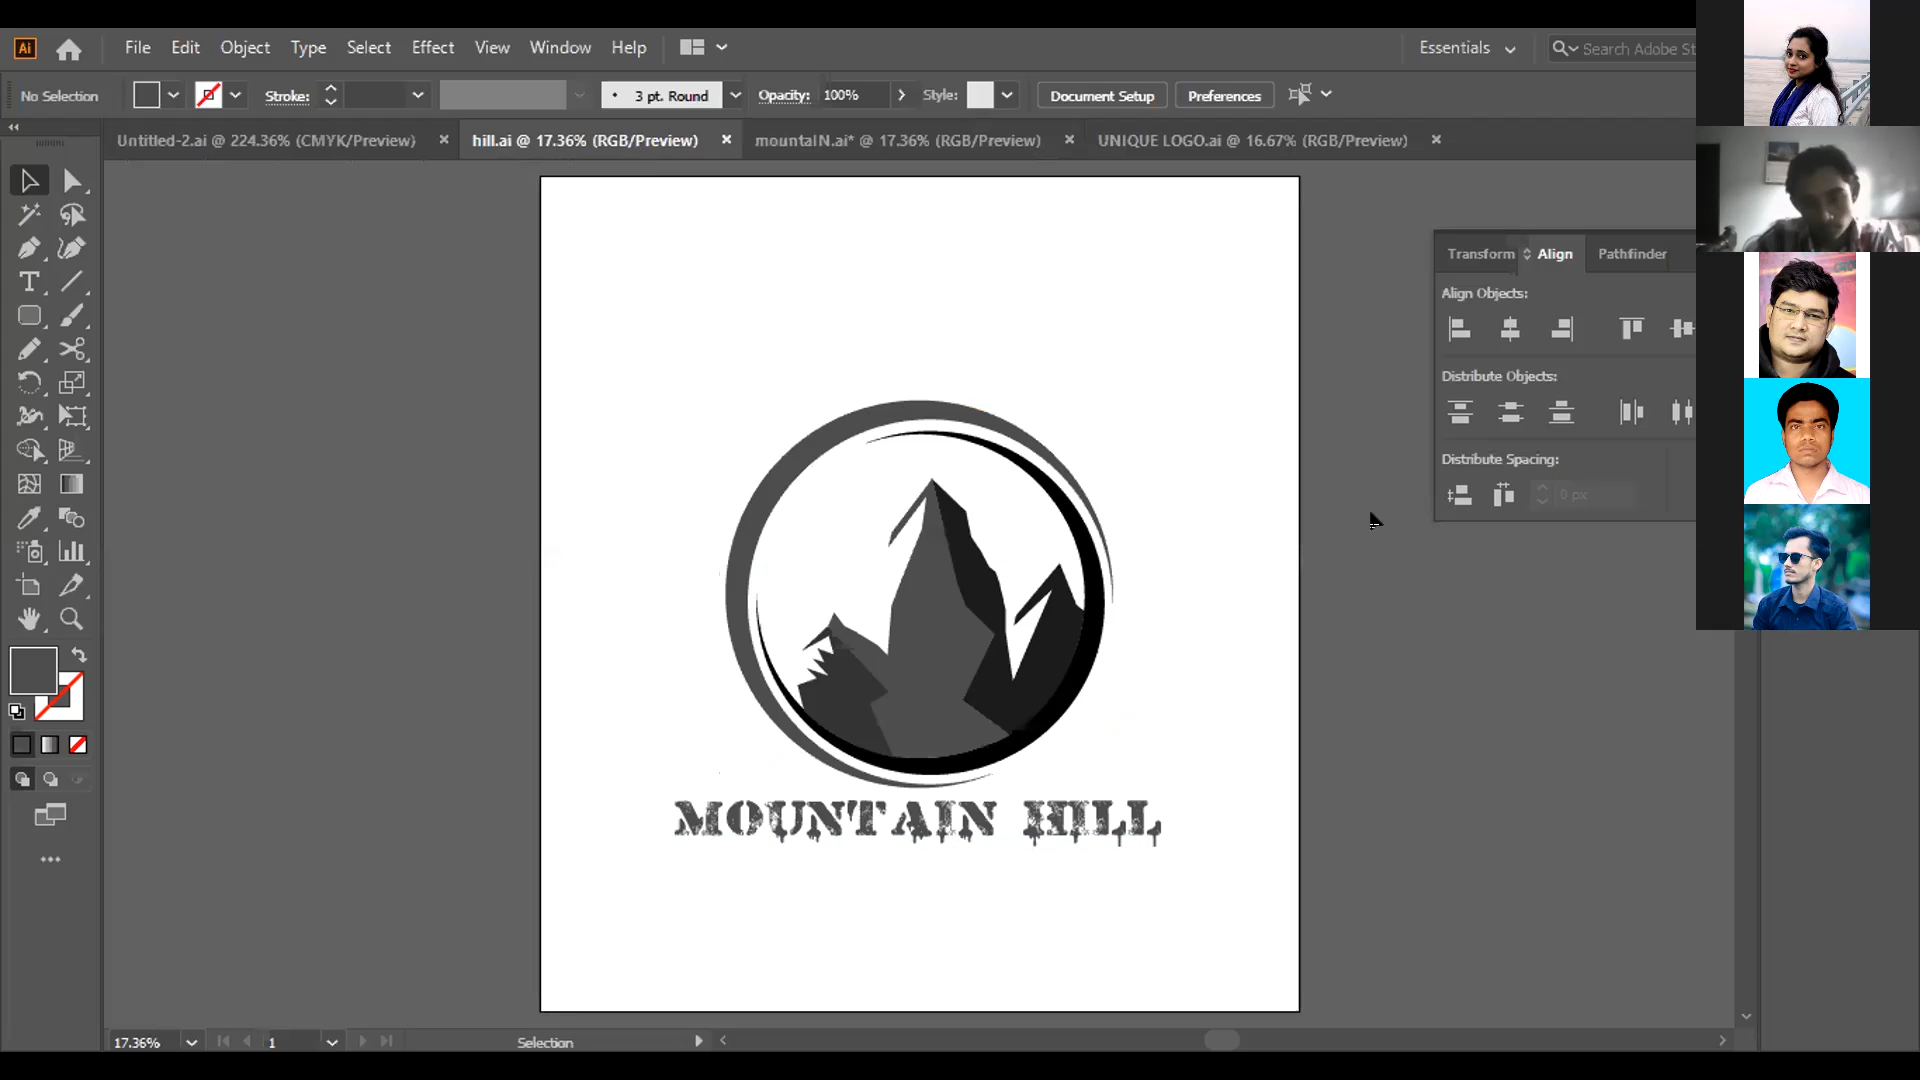 Ai File Edit Object Type Select Effect View Window Help Essentials Search Adobe St
No Selection Stroke: 3 pt. Round Opacity: 100% Style: Document Setup Preferences
Untitled-2.ai @ 224.36% (CMYK/Preview) hill.ai @ 17.36% (RGB/Preview) mountaIN.ai* @ 17.36% (RGB/Preview) UNIQUE LOGO.ai @ 16.67% (RGB/Preview)
Transform Align Pathfinder
Align Objects:
Distribute Objects:
Distribute Spacing:
0 px
MOUNTAIN HILL
17.36% 1 Selection